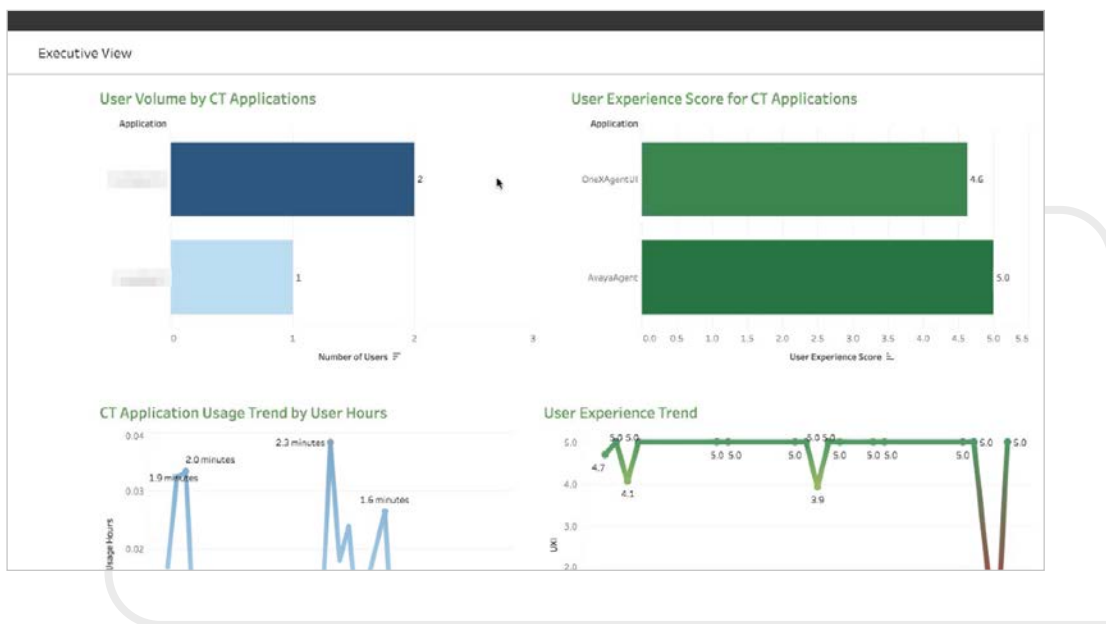 Executive View
User Volume by CT Applications
Application
2
1
0 1 2 3
Number of Users
User Experience Score for CT Applications
Application
OneXAgentUI
4.6
AvayaAgent
5.0
0.0 0.5 1.0 1.5 2.0 2.5 3.0 3.5 4.0 4.5 5.0 5.5
User Experience Score
CT Application Usage Trend by User Hours
0.04
2.3 minutes
2.0 minutes
1.9 minutes
0.03
1.6 minutes
0.02
Usage Hours
User Experience Trend
5.0 5.0 5.0 5.0 5.0 5.0 5.0
4.7
5.0 5.0 5.0 5.0 5.0 5.0 5.0
4.0
4.1
3.9
3.0
UXI
2.0